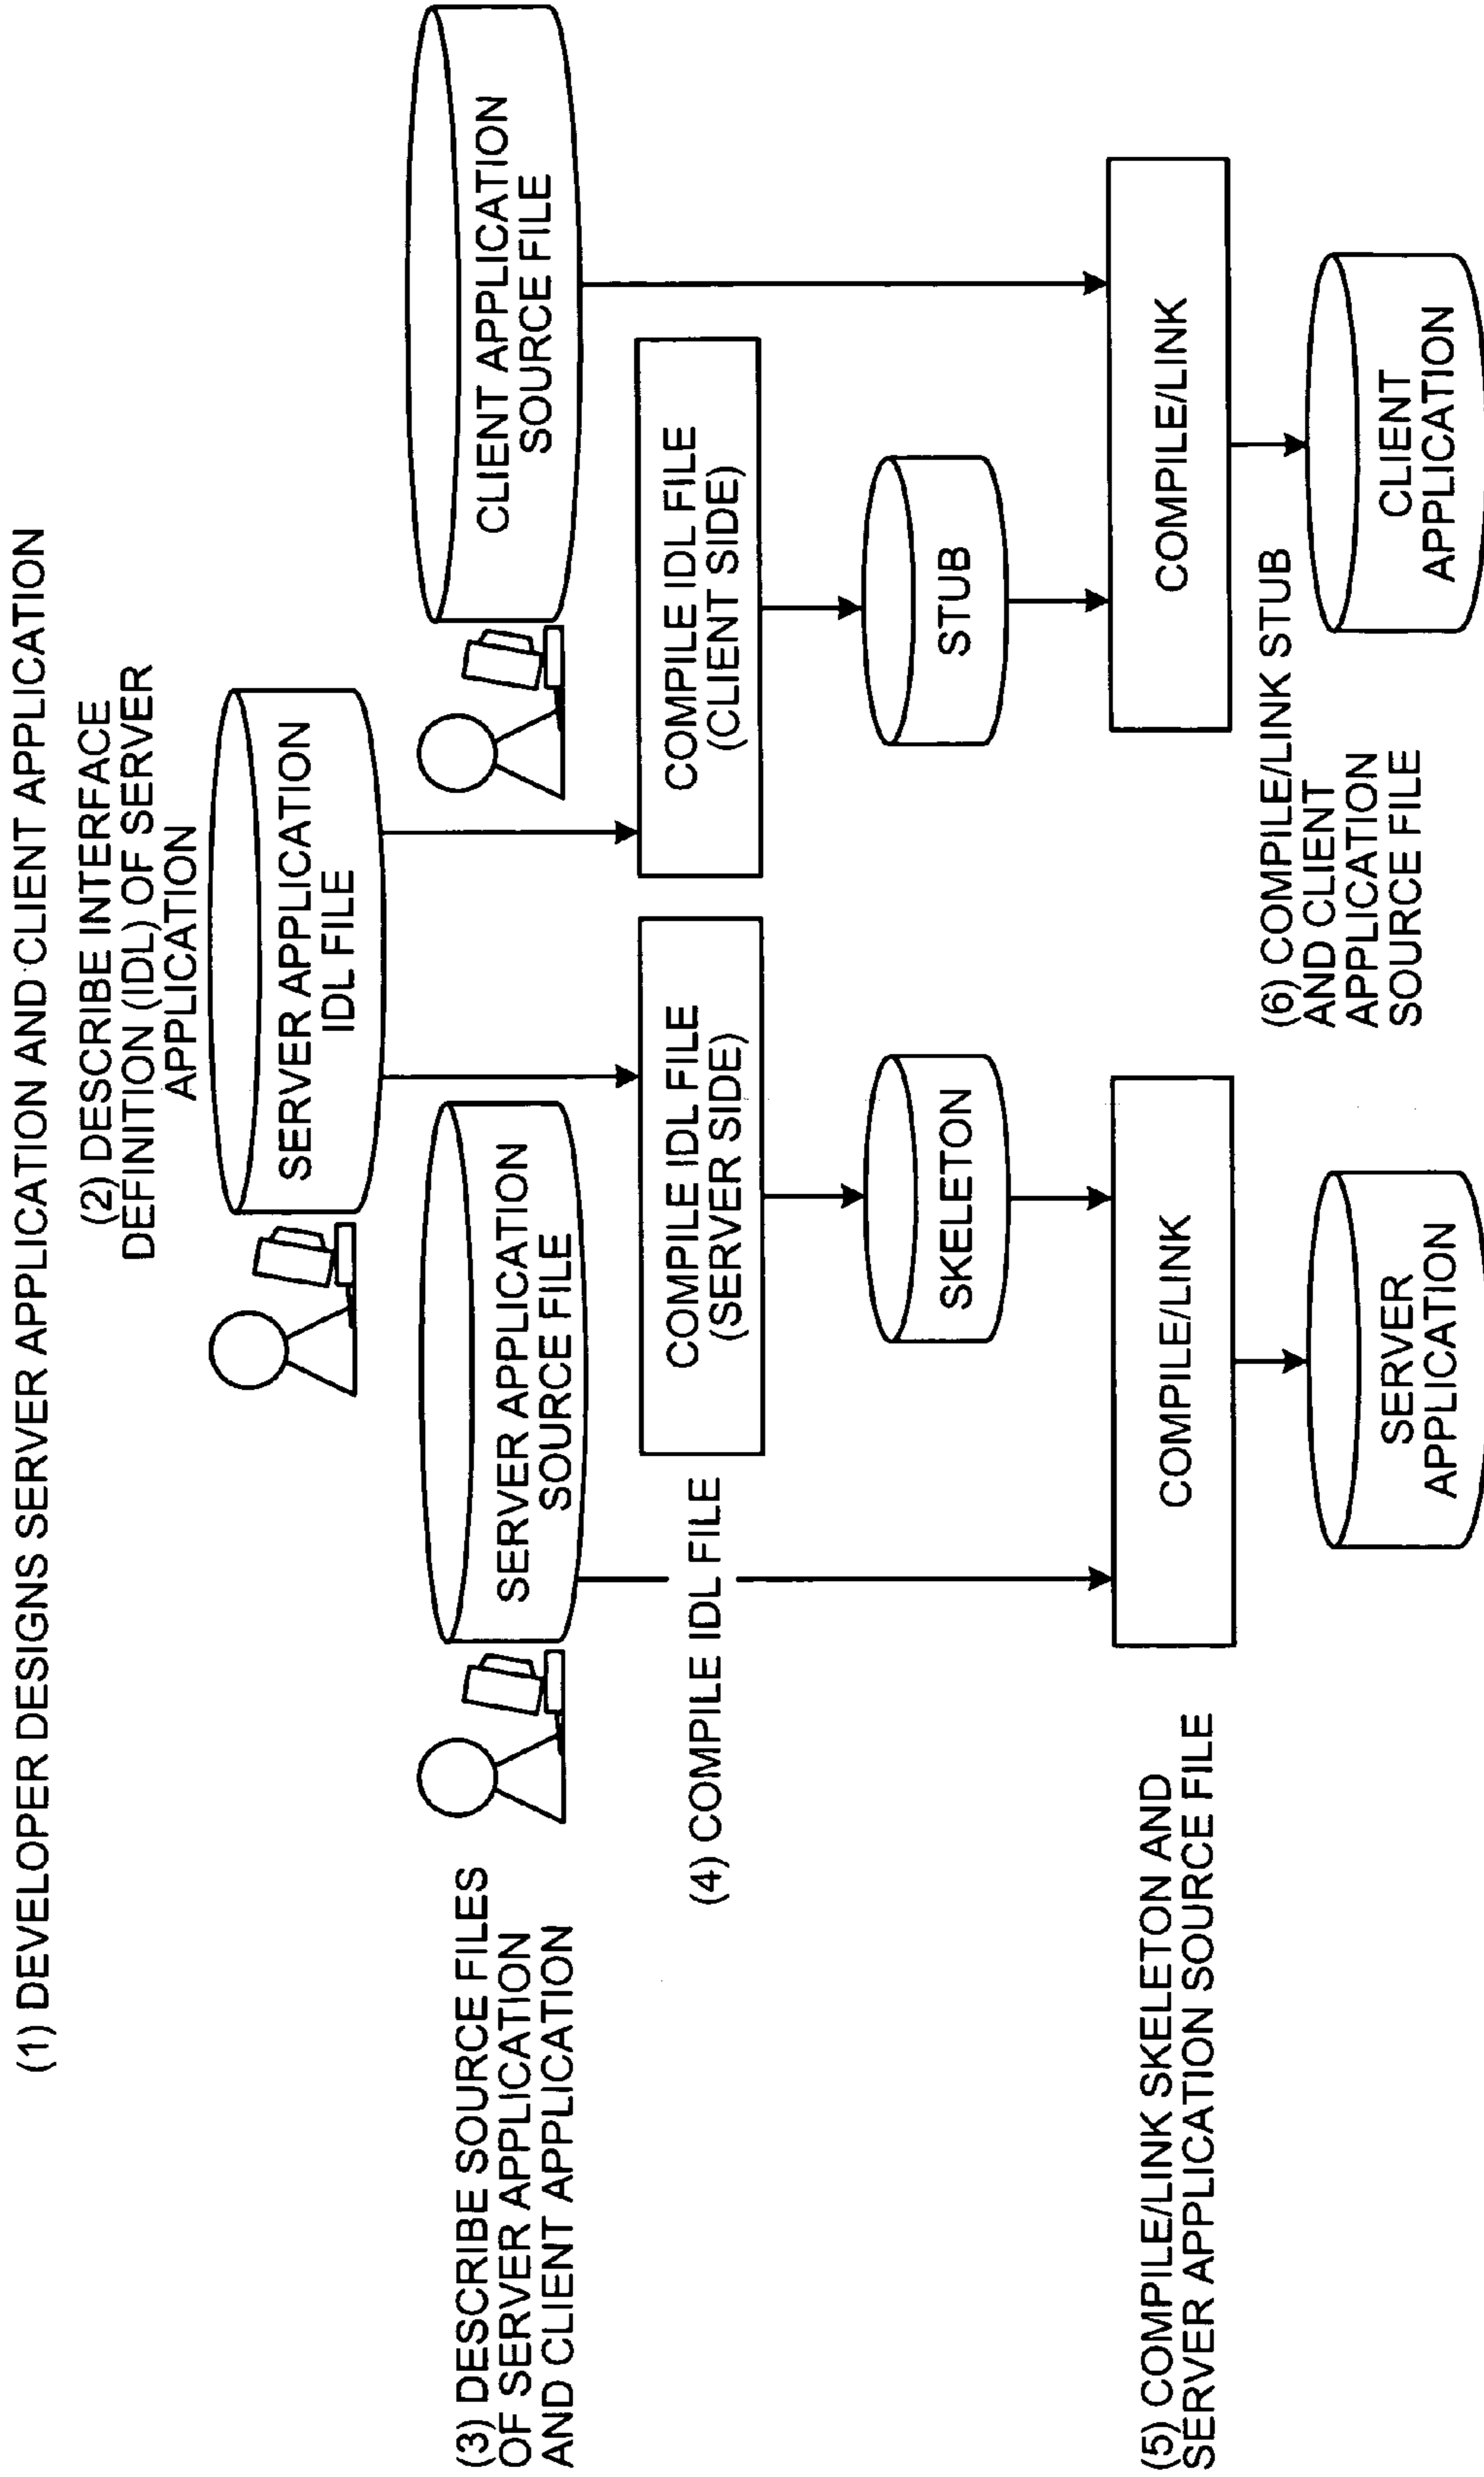 (1) DEVELOPER DESIGNS SERVER APPLICATION AND CLIENT APPLICATION
(2) DESCRIBE INTERFACE
DEFINITION (IDL) OF SERVER
APPLICATION
SERVER APPLICATION
IDL FILE
(3) DESCRIBE SOURCE FILES
OF SERVER APPLICATION
AND CLIENT APPLICATION
SERVER APPLICATION
SOURCE FILE
CLIENT APPLICATION
SOURCE FILE
(4) COMPILE IDL FILE
COMPILE IDL FILE
(SERVER SIDE)
COMPILE IDL FILE
(CLIENT SIDE)
SKELETON
STUB
(5) COMPILE/LINK SKELETON AND
SERVER APPLICATION SOURCE FILE
COMPILE/LINK
COMPILE/LINK
(6) COMPILE/LINK STUB
AND CLIENT
APPLICATION
SOURCE FILE
SERVER
APPLICATION
CLIENT
APPLICATION